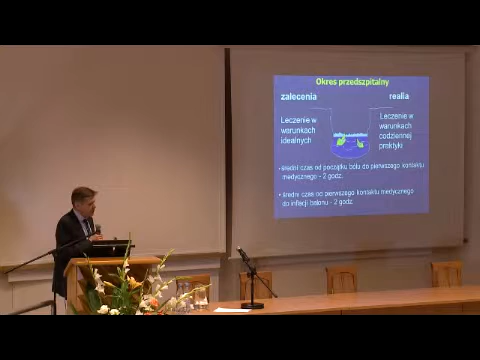 Okres przedszpitalny
zalecenia
realia
Leczenie w
warunkach
idealnych
Leczenie w
warunkach
codziennej
praktyki
- średni czas od początku bólu do pierwszego kontaktu
medycznego - 2 godz.
- średni czas od pierwszego kontaktu medycznego
do inflacji balonu - 2 godz.